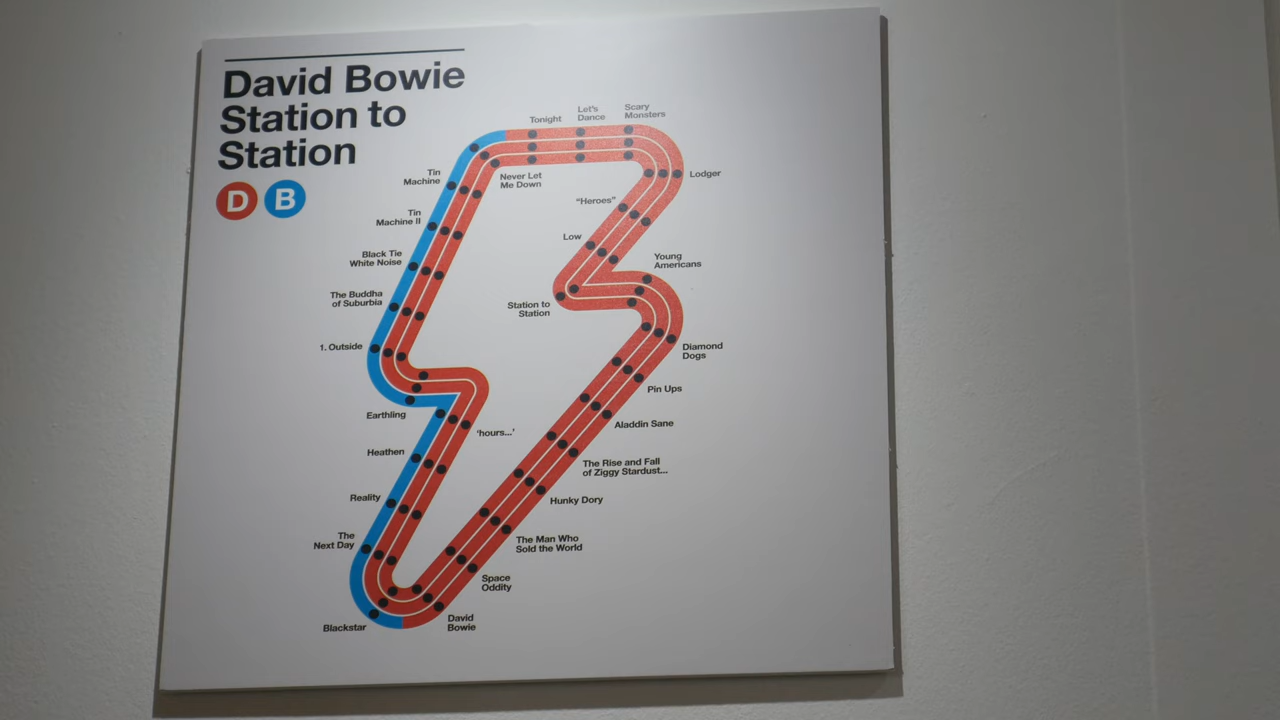 David Bowie
Station to
Station
D B
Tonight
Let's
Dance
Scary
Monsters
Never Let
Me Down
Lodger
"Heroes"
Low
Young
Americans
Station to
Station
Diamond
Dogs
Pin Ups
Aladdin Sane
The Rise and Fall
of Ziggy Stardust...
Hunky Dory
The Man Who
Sold the World
Space
Oddity
David
Bowie
Tin
Machine
Tin
Machine II
Black Tie
White Noise
The Buddha
of Suburbia
1. Outside
Earthling
'hours...'
Heathen
Reality
The
Next Day
Blackstar